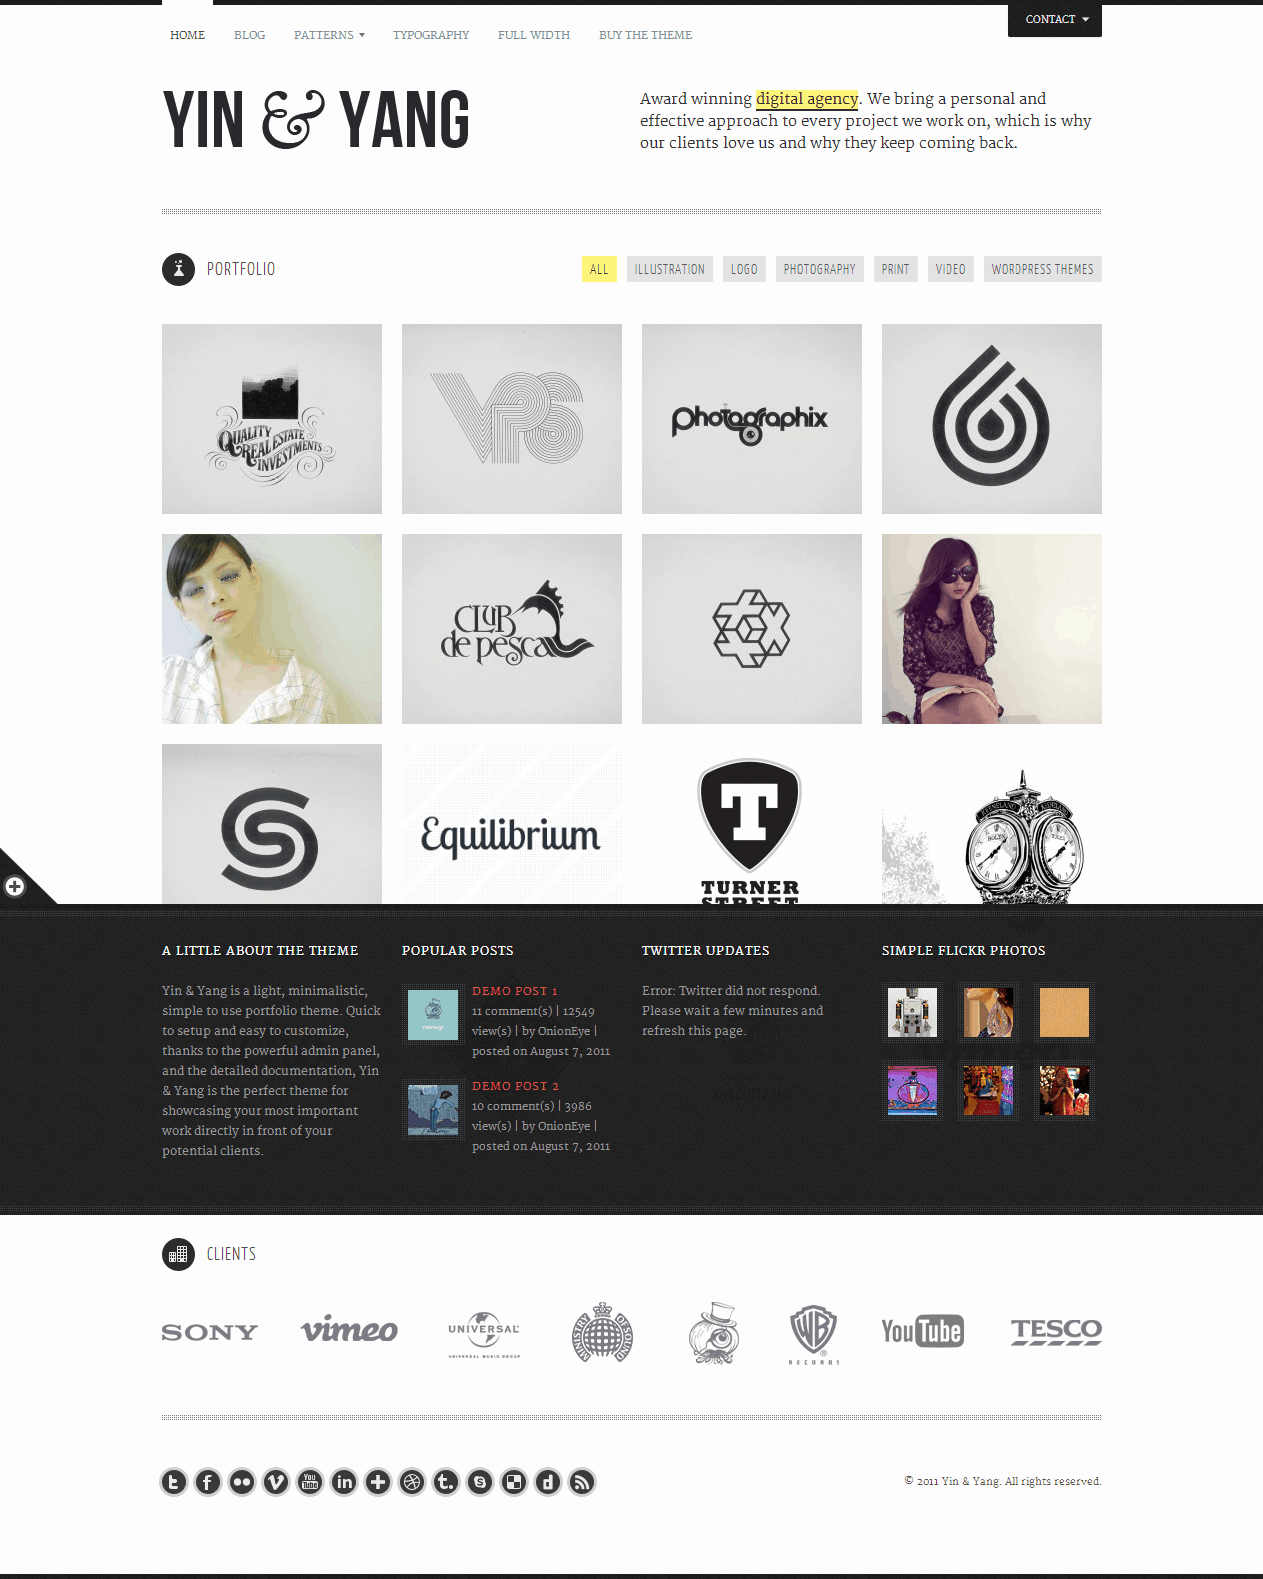 CONTACT
HOME BLOG PATTERNS TYPOGRAPHY FULL WIDTH BUY THE THEME
YIN & YANG
Award winning digital agency. We bring a personal and
effective approach to every project we work on, which is why
our clients love us and why they keep coming back.
PORTFOLIO
ALL ILLUSTRATION LOGO PHOTOGRAPHY PRINT VIDEO WORDPRESS THEMES
QUALITY
REAL ESTATE
INVESTMENTS
VPS
Photographix
CLUB
de pesca
Equilibrium
T
TURNER
STREET
ROLEX
ROLEX
A LITTLE ABOUT THE THEME
Yin & Yang is a light, minimalistic,
simple to use portfolio theme. Quick
to setup and easy to customize,
thanks to the powerful admin panel,
and the detailed documentation, Yin
& Yang is the perfect theme for
showcasing your most important
work directly in front of your
potential clients.
POPULAR POSTS
DEMO POST 1
11 comment(s) | 12549
view(s) | by OnionEye |
posted on August 7, 2011
DEMO POST 2
10 comment(s) | 3986
view(s) | by OnionEye |
posted on August 7, 2011
TWITTER UPDATES
Error: Twitter did not respond.
Please wait a few minutes and
refresh this page.
SIMPLE FLICKR PHOTOS
CLIENTS
SONY
vimeo
UNIVERSAL
UNIVERSAL MUSIC GROUP
MINISTRY OF SOUND
WB
RECORDS
YouTube
TESCO
You
Tube
in
© 2011 Yin & Yang. All rights reserved.